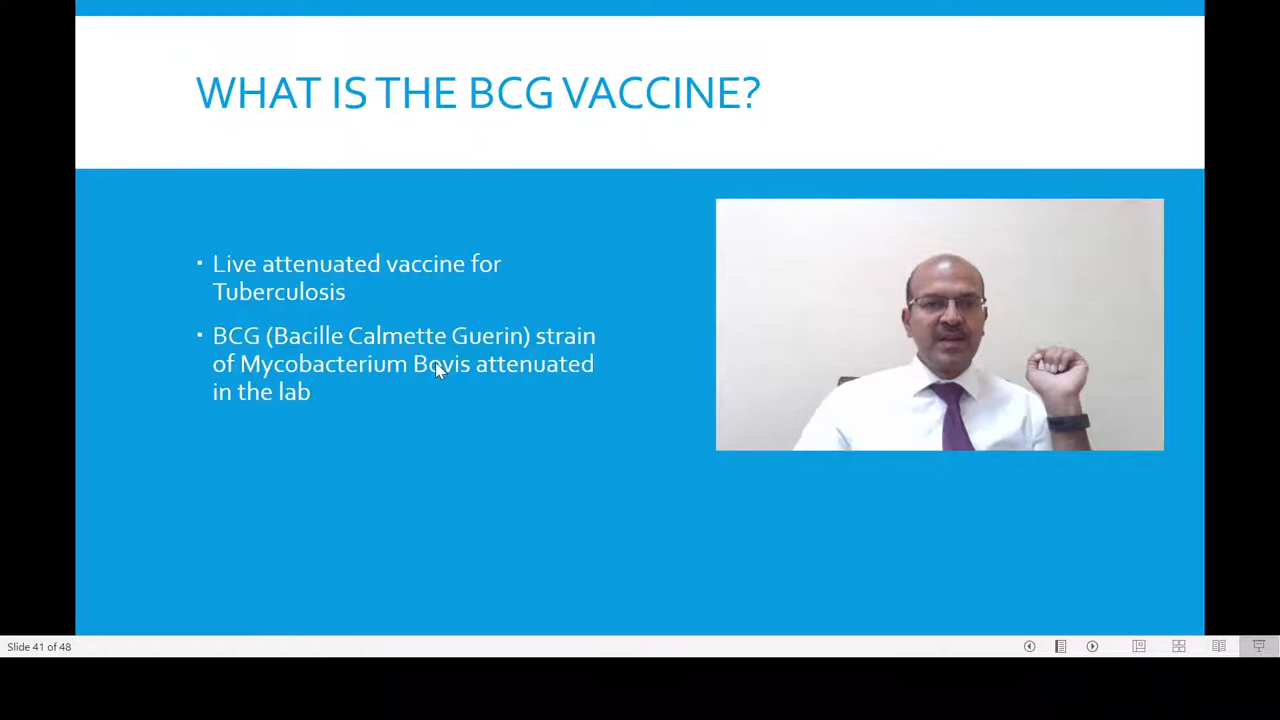 WHAT IS THE BCG VACCINE?
▪ Live attenuated vaccine for
Tuberculosis
▪ BCG (Bacille Calmette Guerin) strain
of Mycobacterium Bovis attenuated
in the lab
Slide 41 of 48